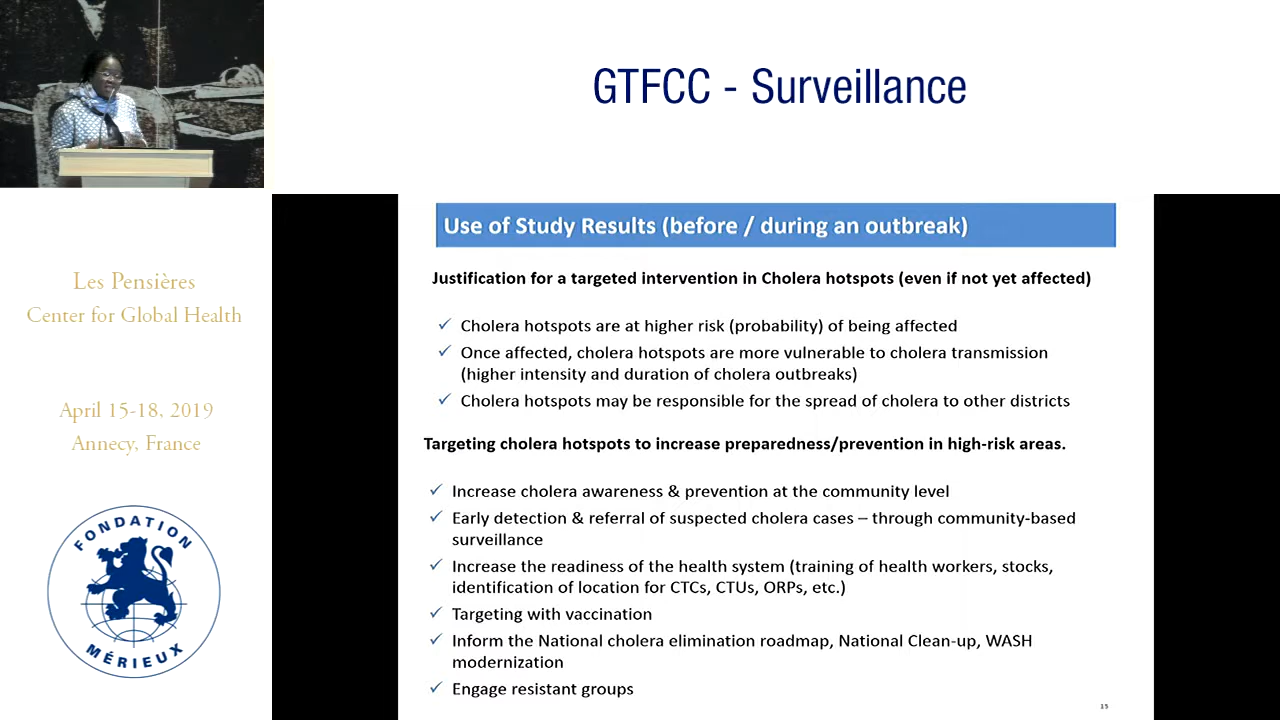 GTFCC - Surveillance
Les Pensières
Center for Global Health
April 15-18, 2019
Annecy, France
FONDATION
MÉRIEUX
Use of Study Results (before / during an outbreak)
Justification for a targeted intervention in Cholera hotspots (even if not yet affected)
✓ Cholera hotspots are at higher risk (probability) of being affected
✓ Once affected, cholera hotspots are more vulnerable to cholera transmission
(higher intensity and duration of cholera outbreaks)
✓ Cholera hotspots may be responsible for the spread of cholera to other districts
Targeting cholera hotspots to increase preparedness/prevention in high-risk areas.
✓ Increase cholera awareness & prevention at the community level
✓ Early detection & referral of suspected cholera cases – through community-based
surveillance
✓ Increase the readiness of the health system (training of health workers, stocks,
identification of location for CTCs, CTUs, ORPs, etc.)
✓ Targeting with vaccination
✓ Inform the National cholera elimination roadmap, National Clean-up, WASH
modernization
✓ Engage resistant groups
15